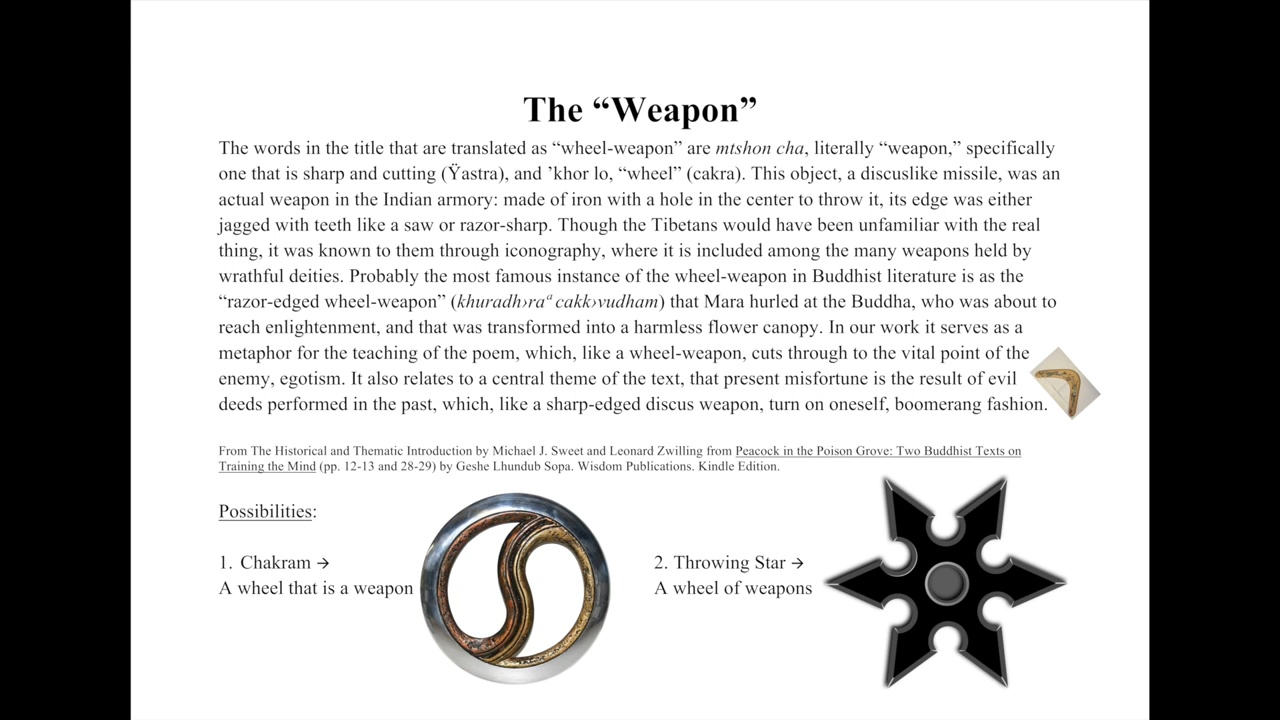 The “Weapon”
The words in the title that are translated as “wheel-weapon” are mtshon cha, literally “weapon,” specifically
one that is sharp and cutting (Ÿastra), and ’khor lo, “wheel” (cakra). This object, a discuslike missile, was an
actual weapon in the Indian armory: made of iron with a hole in the center to throw it, its edge was either
jagged with teeth like a saw or razor-sharp. Though the Tibetans would have been unfamiliar with the real
thing, it was known to them through iconography, where it is included among the many weapons held by
wrathful deities. Probably the most famous instance of the wheel-weapon in Buddhist literature is as the
“razor-edged wheel-weapon” (khuradh›raª cakk›vudham) that Mara hurled at the Buddha, who was about to
reach enlightenment, and that was transformed into a harmless flower canopy. In our work it serves as a
metaphor for the teaching of the poem, which, like a wheel-weapon, cuts through to the vital point of the
enemy, egotism. It also relates to a central theme of the text, that present misfortune is the result of evil
deeds performed in the past, which, like a sharp-edged discus weapon, turn on oneself, boomerang fashion.
From The Historical and Thematic Introduction by Michael J. Sweet and Leonard Zwilling from Peacock in the Poison Grove: Two Buddhist Texts on
Training the Mind (pp. 12-13 and 28-29) by Geshe Lhundub Sopa. Wisdom Publications. Kindle Edition.
Possibilities:
1. Chakram →
A wheel that is a weapon
2. Throwing Star →
A wheel of weapons